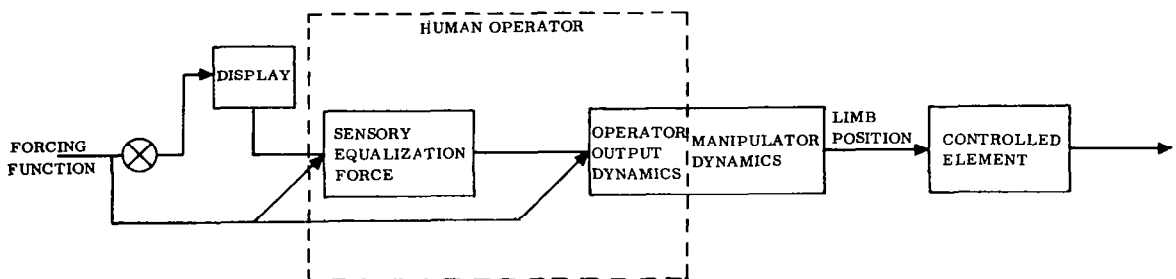 HUMAN OPERATOR
DISPLAY
FORCING
FUNCTION
SENSORY
EQUALIZATION
FORCE
OPERATOR
OUTPUT
DYNAMICS
MANIPULATOR
DYNAMICS
LIMB
POSITION
CONTROLLED
ELEMENT